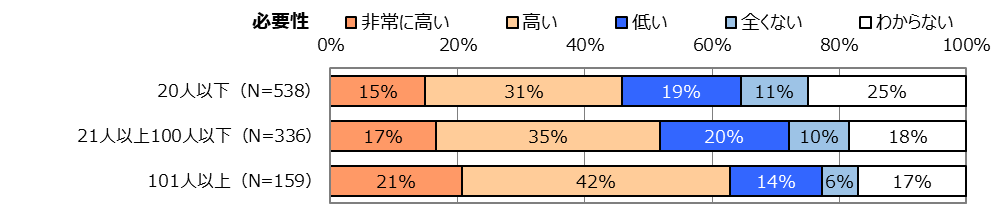 必要性 非常に高い 高い 低い 全くない わからない
0% 20% 40% 60% 80% 100%
20人以下（N=538） 15% 31% 19% 11% 25%
21人以上100人以下（N=336） 17% 35% 20% 10% 18%
101人以上（N=159） 21% 42% 14% 6% 17%